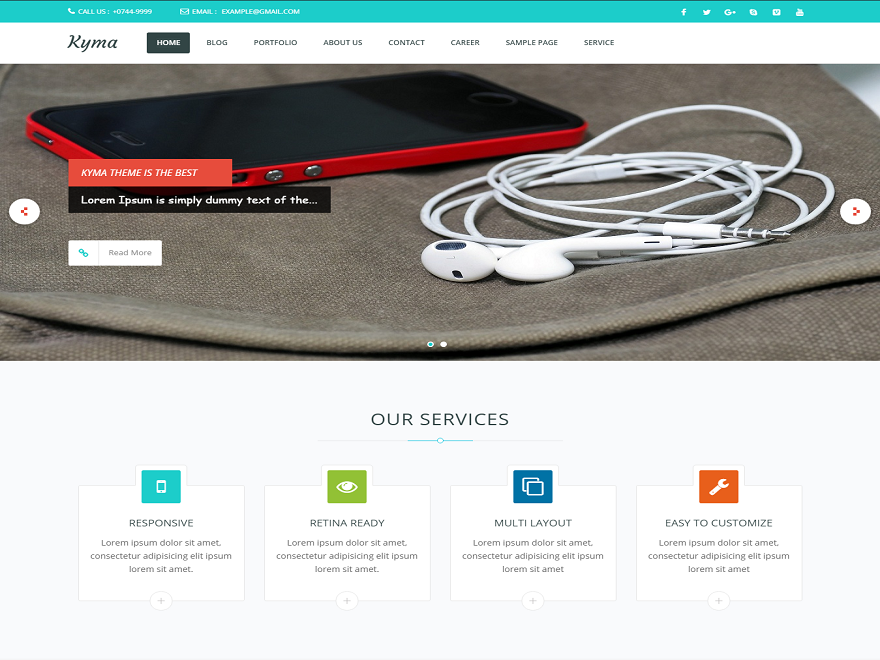 CALL US : +0744-9999 EMAIL : EXAMPLE@GMAIL.COM
Kyma HOME BLOG PORTFOLIO ABOUT US CONTACT CAREER SAMPLE PAGE SERVICE
KYMA THEME IS THE BEST
Lorem Ipsum is simply dummy text of the...
Read More
OUR SERVICES
RESPONSIVE
Lorem ipsum dolor sit amet,
consectetur adipisicing elit ipsum
lorem sit amet.
RETINA READY
Lorem ipsum dolor sit amet,
consectetur adipisicing elit ipsum
lorem sit amet.
MULTI LAYOUT
Lorem ipsum dolor sit amet,
consectetur adipisicing elit ipsum
lorem sit amet
EASY TO CUSTOMIZE
Lorem ipsum dolor sit amet,
consectetur adipisicing elit ipsum
lorem sit amet